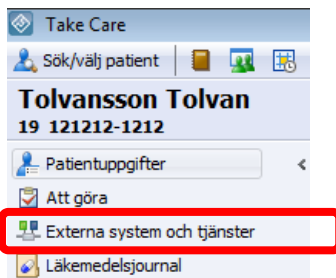 Take Care
Sök/välj patient
Tolvansson Tolvan
19 121212-1212
Patientuppgifter
Att göra
Externa system och tjänster
Läkemedelsjournal